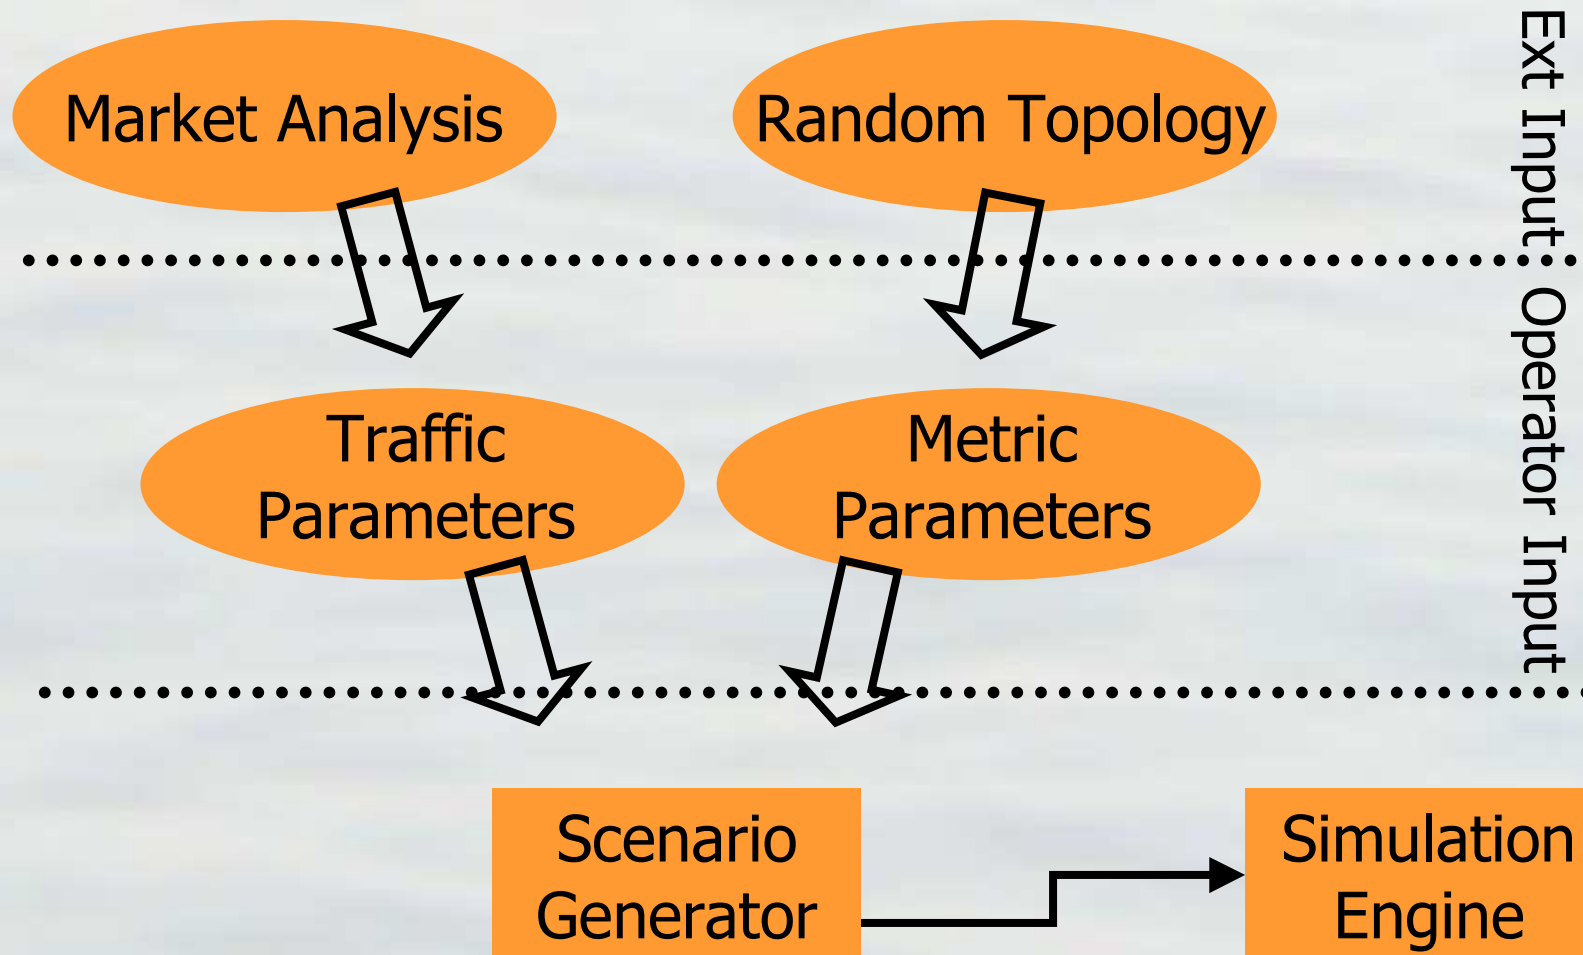 Market Analysis
Random Topology
Ext Input
Traffic
Parameters
Metric
Parameters
Operator Input
Scenario
Generator
Simulation
Engine